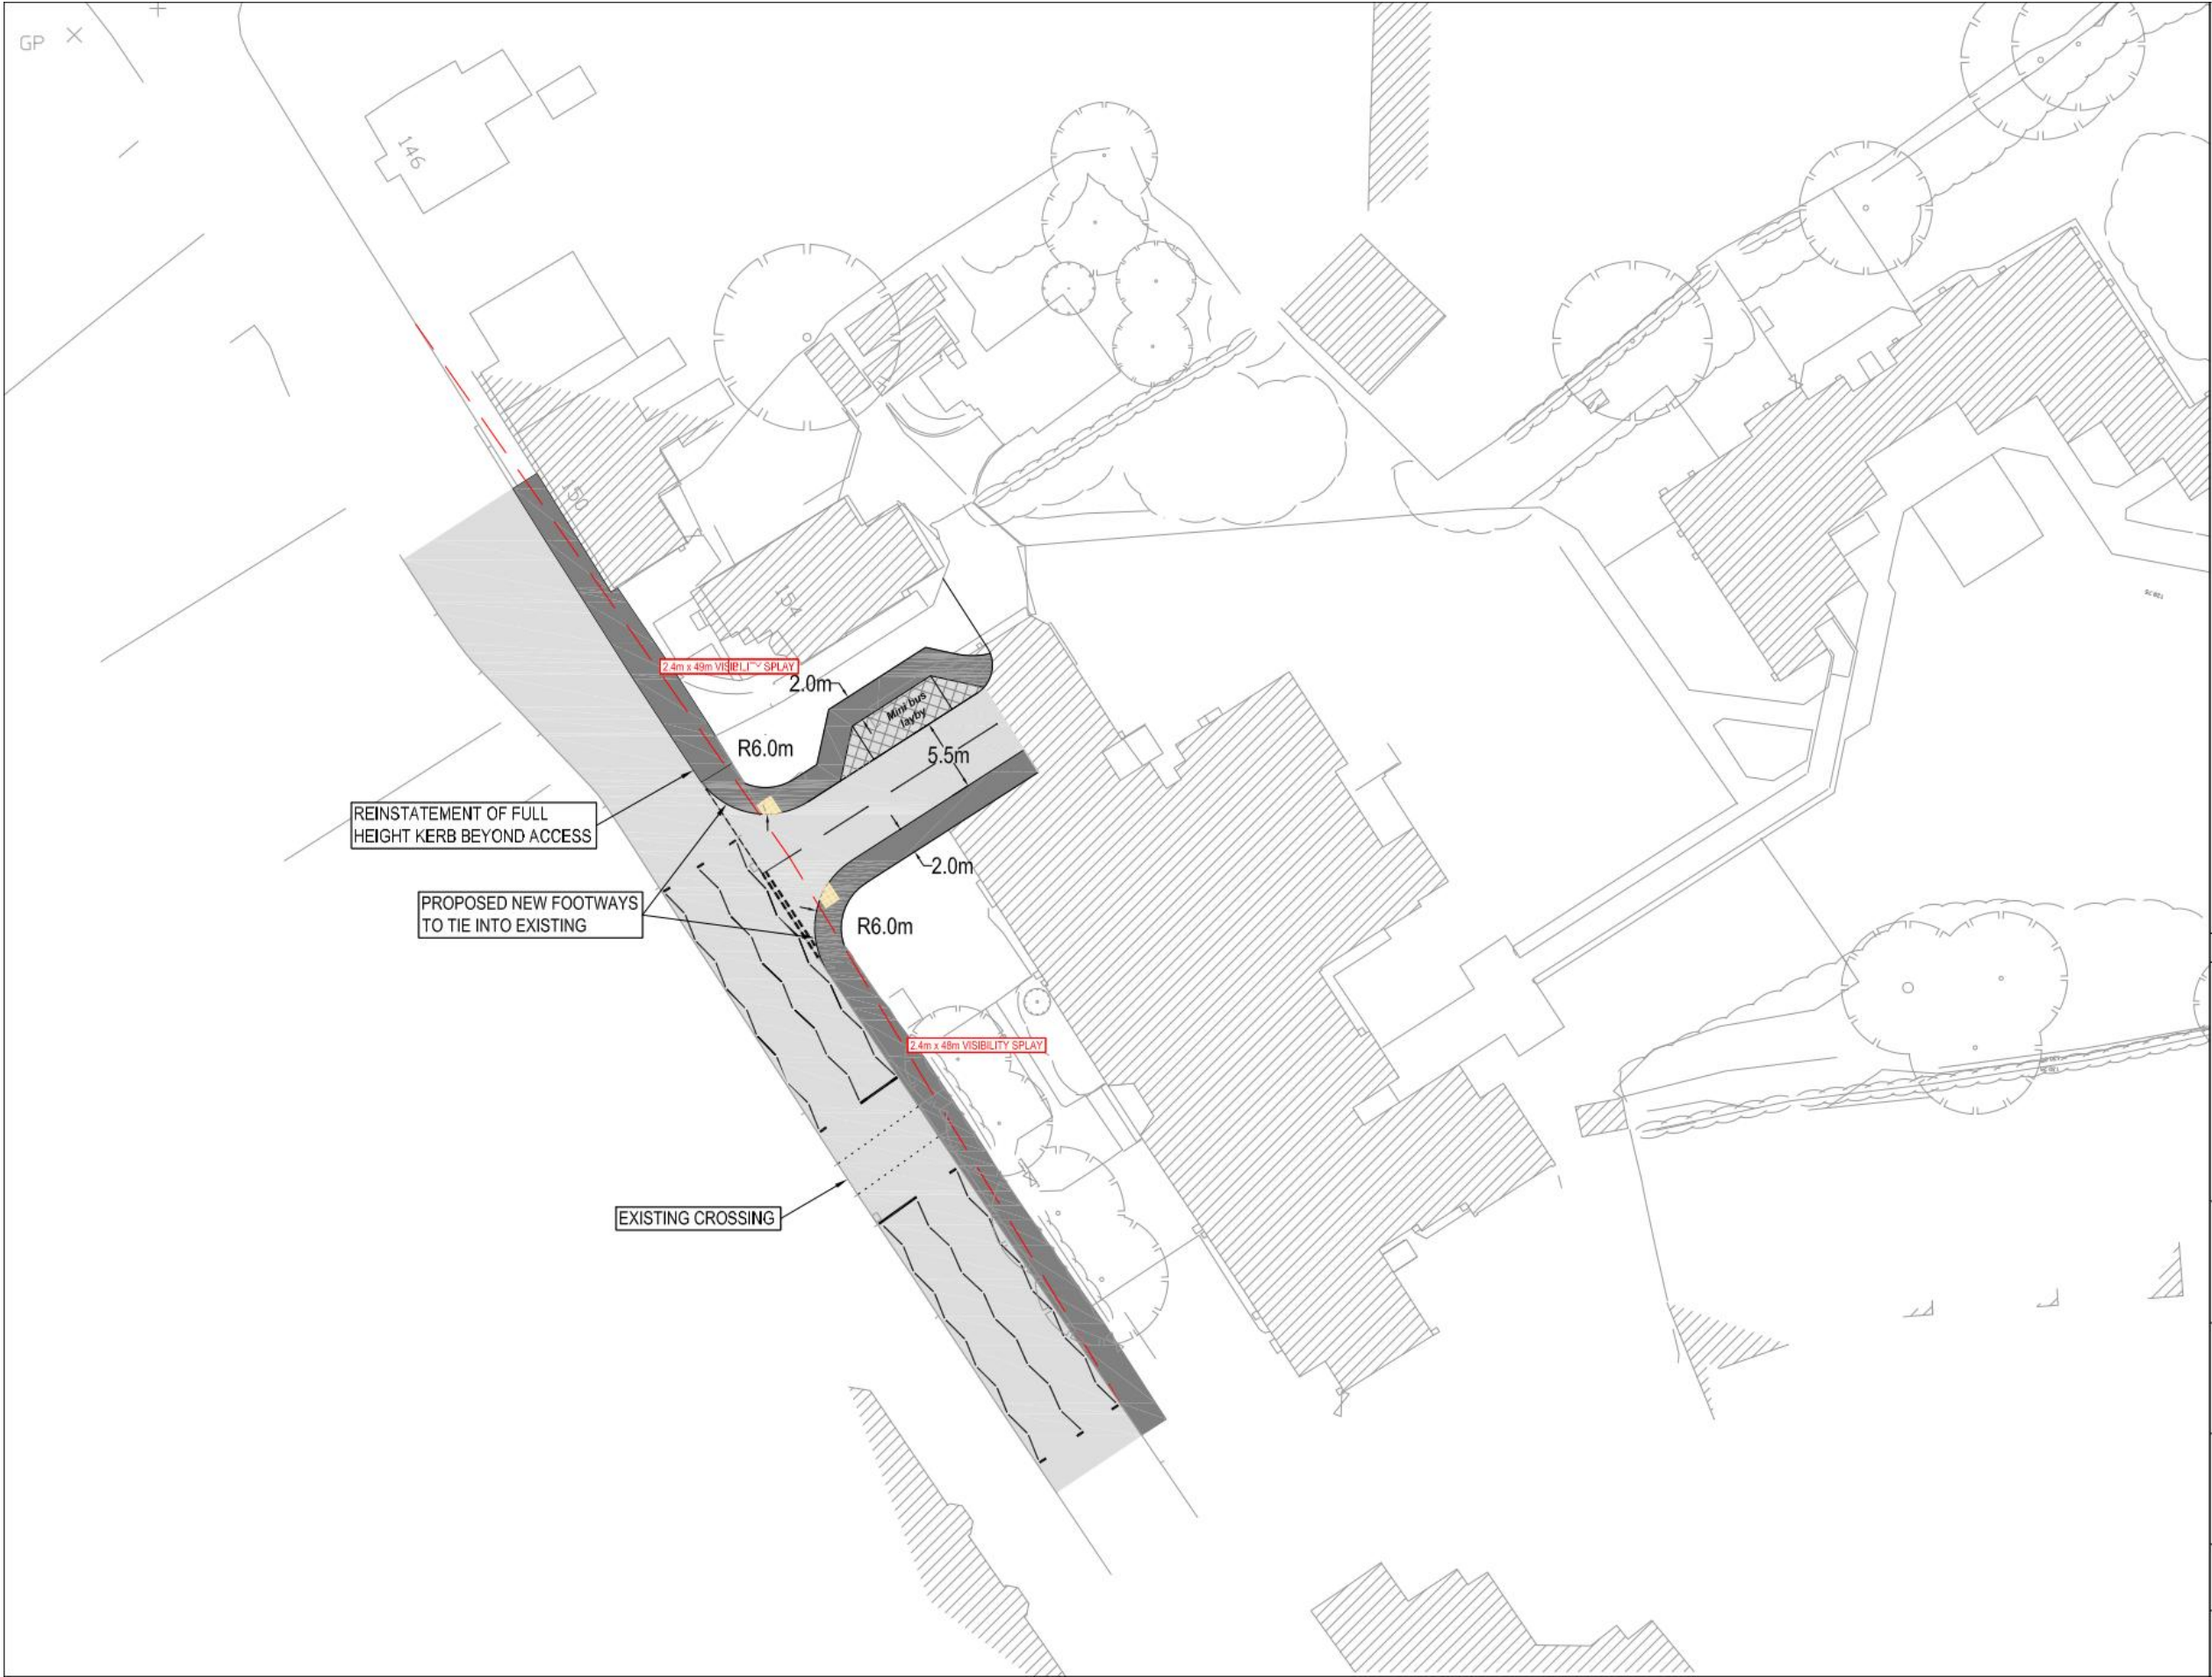 GP
146
150
154
2.4m x 49m VISIBILITY SPLAY
2.0m
Mini bus
layby
R6.0m
5.5m
REINSTATEMENT OF FULL
HEIGHT KERB BEYOND ACCESS
2.0m
PROPOSED NEW FOOTWAYS
TO TIE INTO EXISTING
R6.0m
2.4m x 48m VISIBILITY SPLAY
EXISTING CROSSING